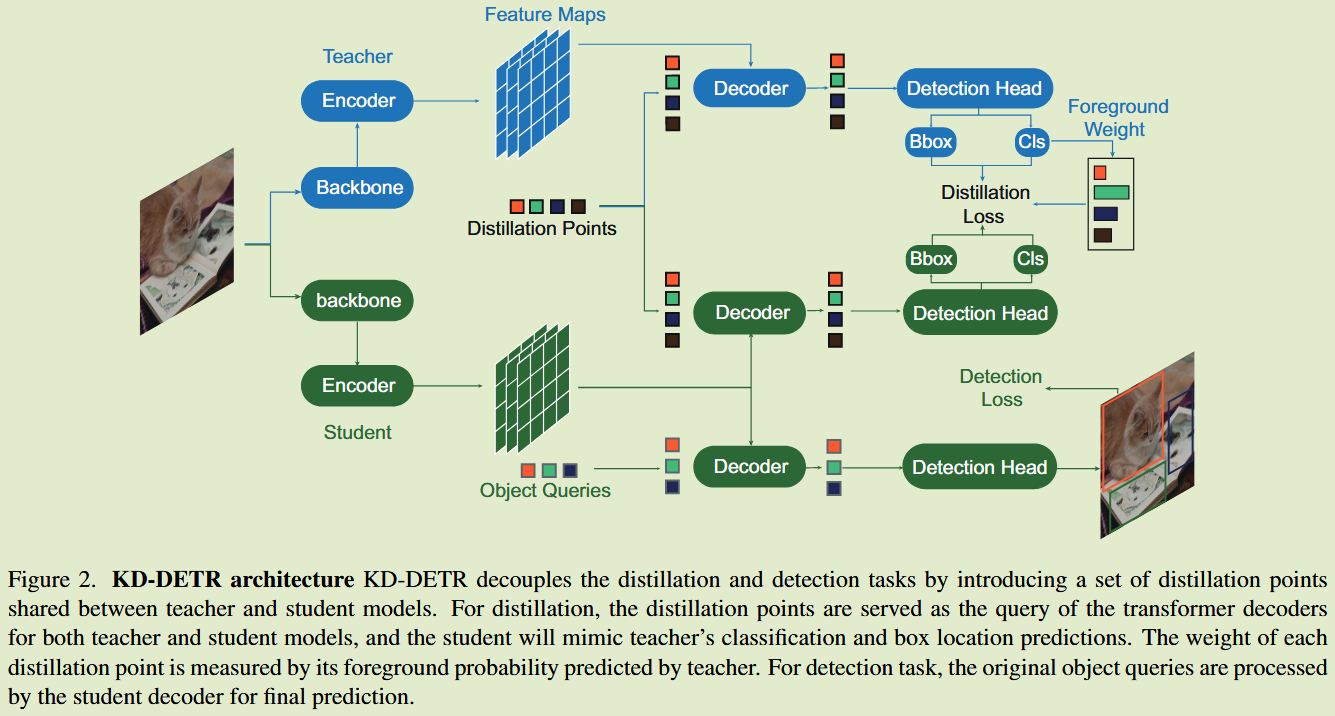 Feature Maps
Teacher
Encoder
Backbone
Decoder
Detection Head
Foreground
Weight
Bbox
Cls
Distillation
Loss
Distillation Points
Bbox
Cls
backbone
Decoder
Detection Head
Encoder
Student
Detection
Loss
Object Queries
Decoder
Detection Head
Figure 2. KD-DETR architecture KD-DETR decouples the distillation and detection tasks by introducing a set of distillation points
shared between teacher and student models. For distillation, the distillation points are served as the query of the transformer decoders
for both teacher and student models, and the student will mimic teacher's classification and box location predictions. The weight of each
distillation point is measured by its foreground probability predicted by teacher. For detection task, the original object queries are processed
by the student decoder for final prediction.